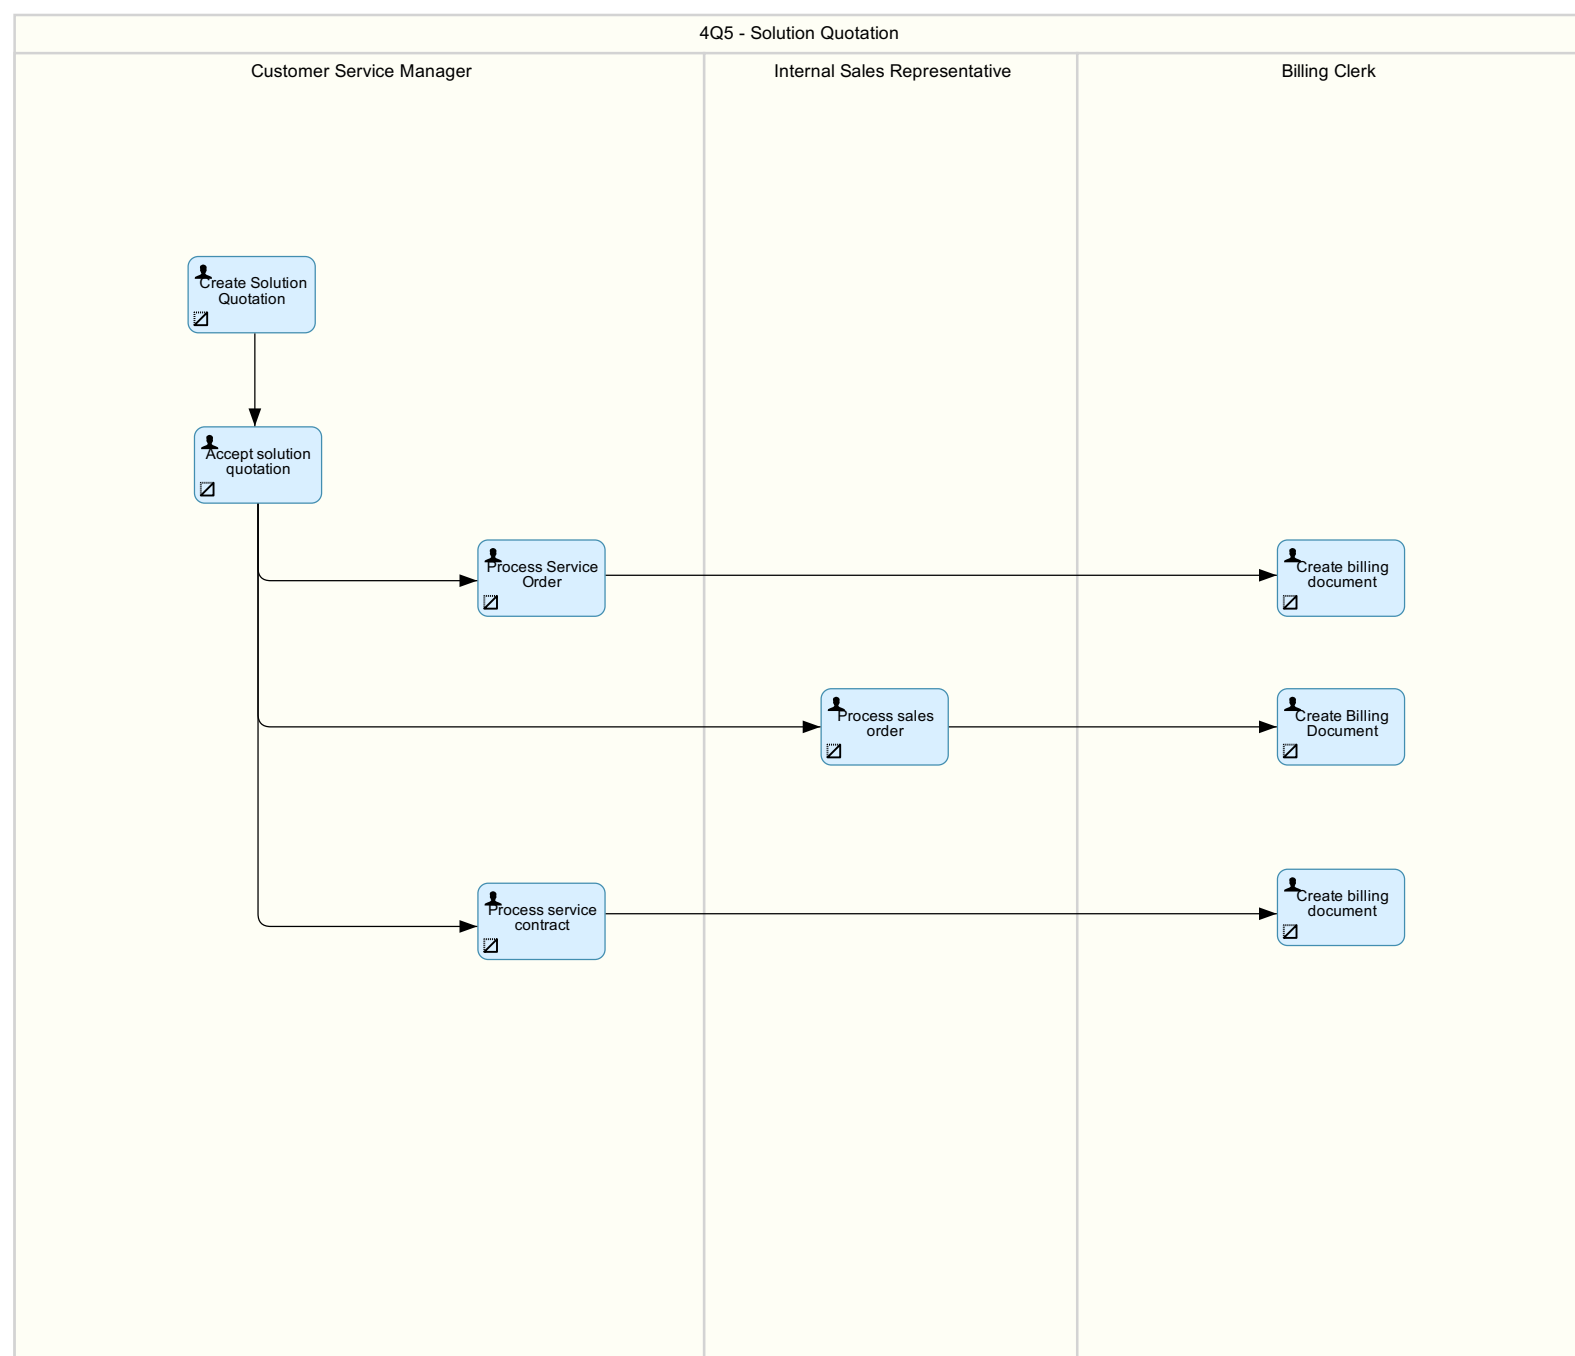 4Q5 - Solution Quotation
Customer Service Manager
Internal Sales Representative
Billing Clerk
Create Solution
Quotation
Accept solution
quotation
Process Service
Order
Create billing
document
Process sales
order
Create Billing
Document
Process service
contract
Create billing
document